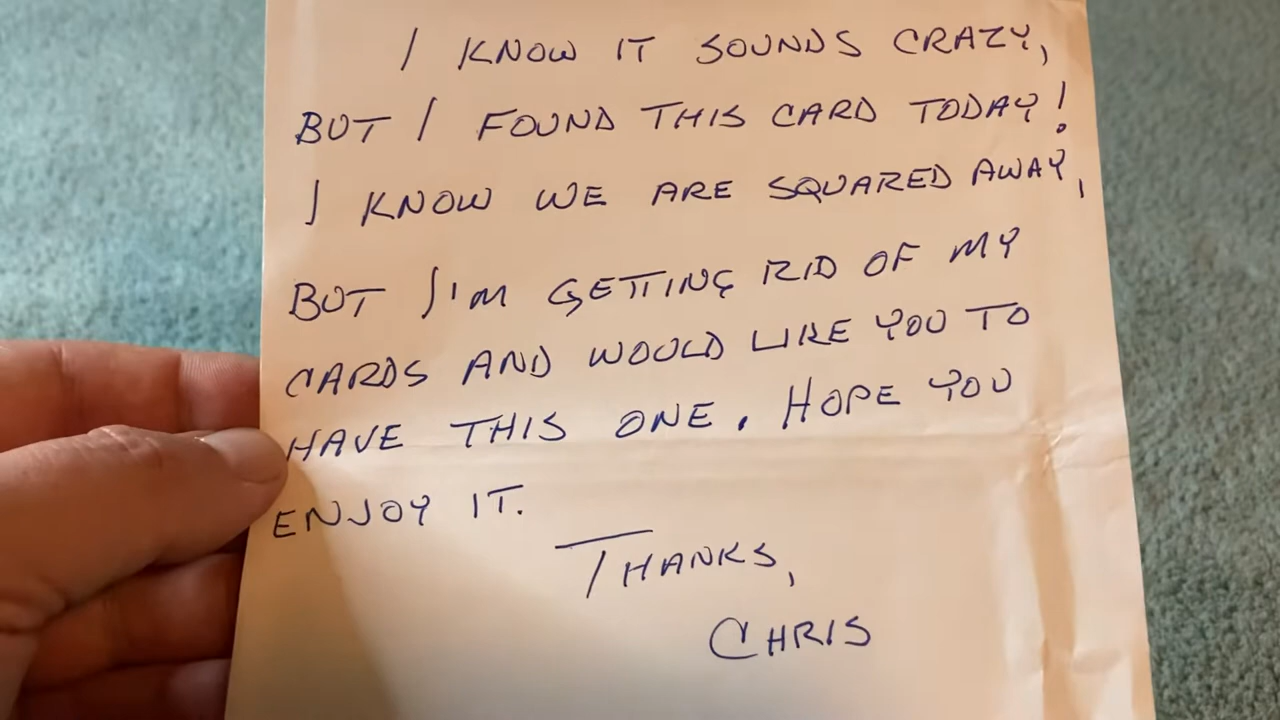 I KNOW IT SOUNDS CRAZY,
BUT I FOUND THIS CARD TODAY!
I KNOW WE ARE SQUARED AWAY,
BUT I'M GETTING RID OF MY
CARDS AND WOULD LIKE YOU TO
HAVE THIS ONE. HOPE YOU
ENJOY IT.
THANKS,
CHRIS